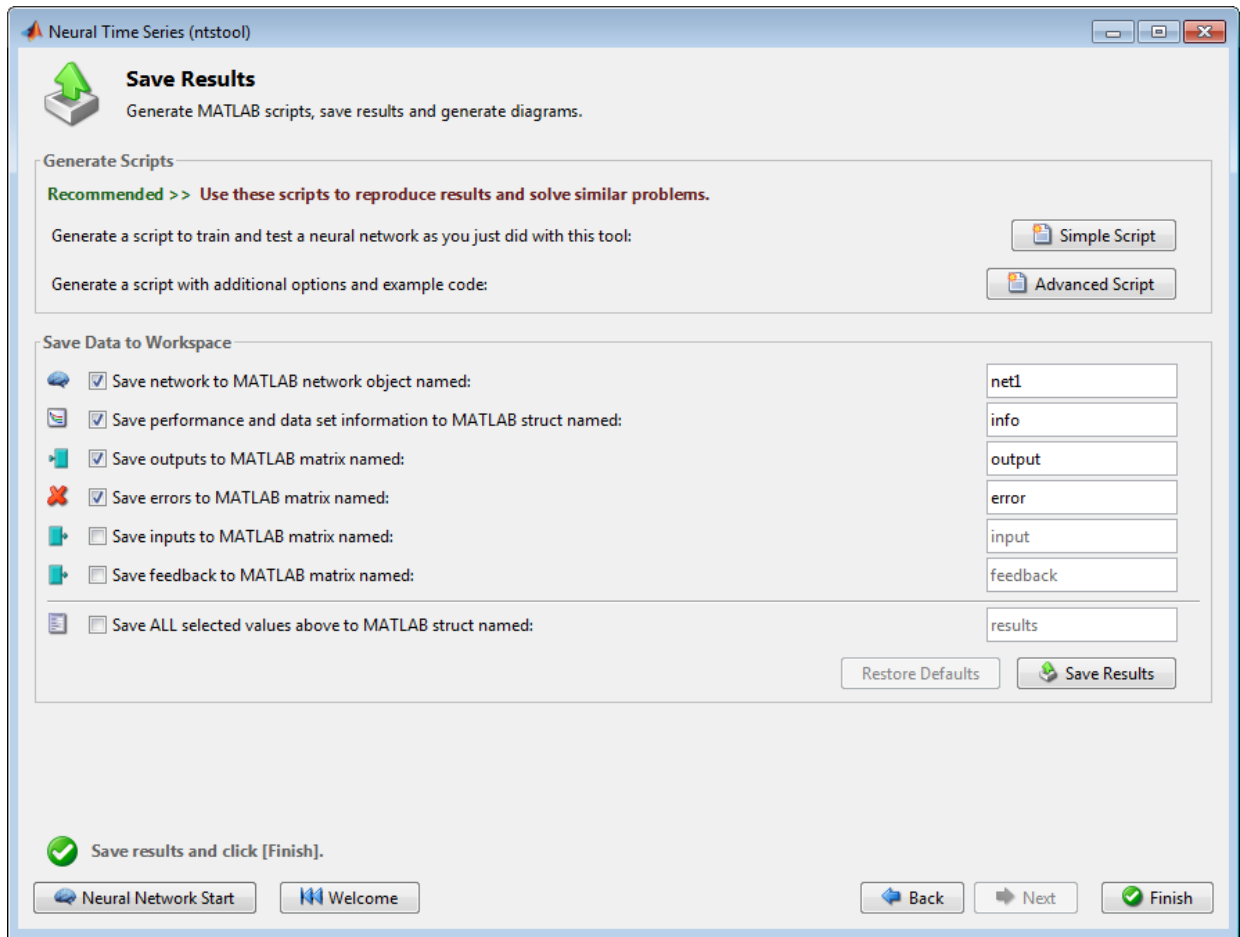 Neural Time Series (ntstool)
Save Results
Generate MATLAB scripts, save results and generate diagrams.
Generate Scripts
Recommended >> Use these scripts to reproduce results and solve similar problems.
Generate a script to train and test a neural network as you just did with this tool:
Simple Script
Generate a script with additional options and example code:
Advanced Script
Save Data to Workspace
Save network to MATLAB network object named:
net1
Save performance and data set information to MATLAB struct named:
info
Save outputs to MATLAB matrix named:
output
Save errors to MATLAB matrix named:
error
Save inputs to MATLAB matrix named:
input
Save feedback to MATLAB matrix named:
feedback
Save ALL selected values above to MATLAB struct named:
results
Restore Defaults
Save Results
Save results and click [Finish].
Neural Network Start
Welcome
Back
Next
Finish